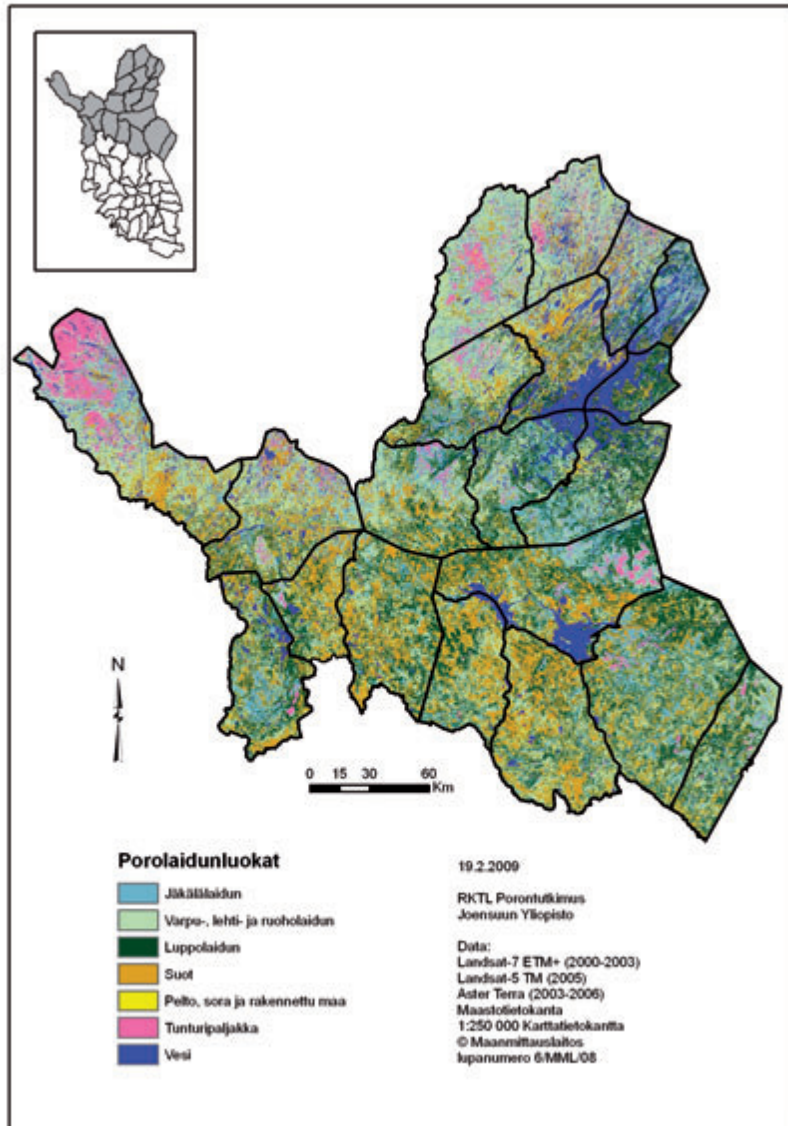 N
0 15 30 60
Km
Porolaidunluokat
Jäkälälaidun
Varpu-, lehti- ja ruoholaidun
Luppolaidun
Suot
Pelto, sora ja rakennettu maa
Tunturipaljakka
Vesi
19.2.2009
RKTL Porontutkimus
Joensuun Yliopisto
Data:
Landsat-7 ETM+ (2000-2003)
Landsat-5 TM (2005)
Aster Terra (2003-2006)
Maastotietokanta
1:250 000 Karttatietokantta
© Maanmittauslaitos
lupanumero 6/MML/08